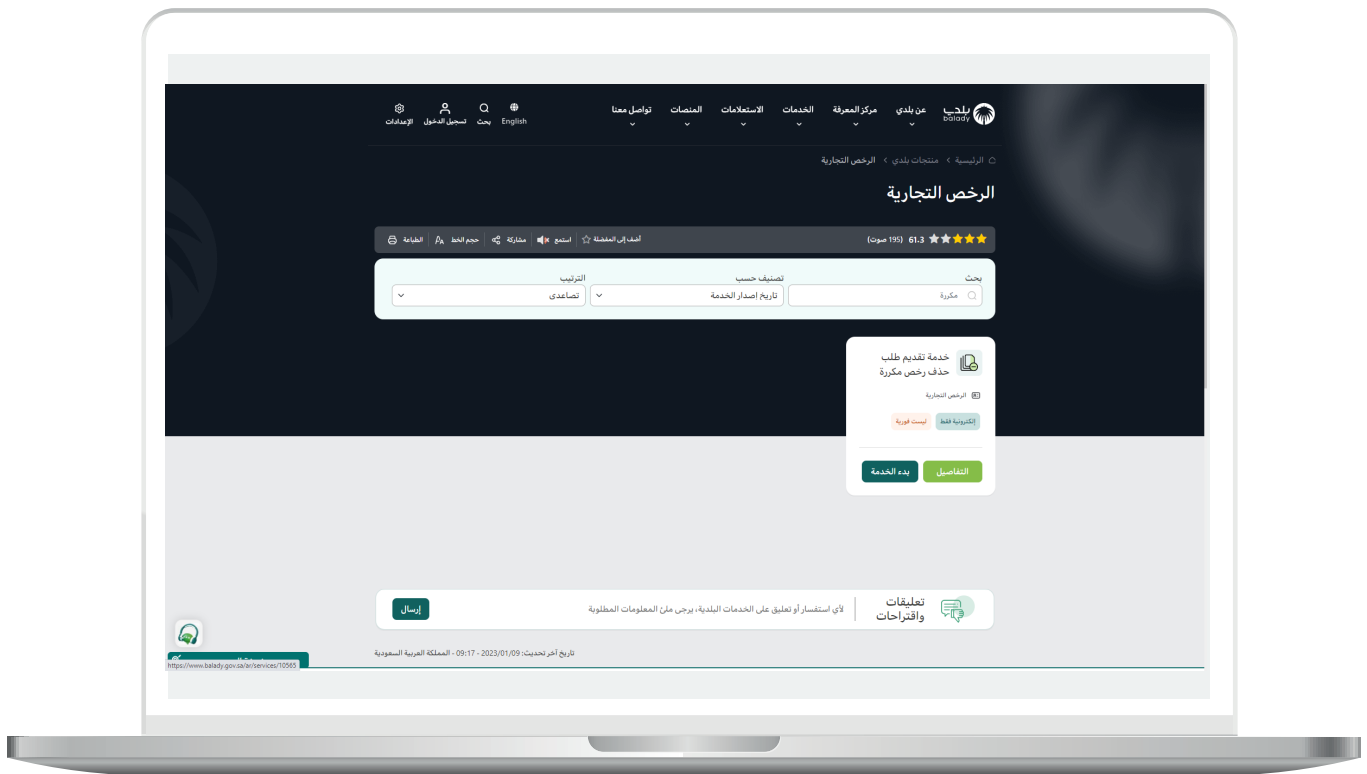 بلدي
balady
عن بلدي
مركز المعرفة
الخدمات
الاستعلامات
المنصات
تواصل معنا
English
بحث
تسجيل الدخول
الإعدادات
الرئيسية > منتجات بلدي > الرخص التجارية
الرخص التجارية
61.3 (195 صوت)
أضف إلى المفضلة
استمع
مشاركة
حجم الخط
الطباعة
بحث
تصنيف حسب
الترتيب
مكررة
تاريخ إصدار الخدمة
تصاعدى
خدمة تقديم طلب
حذف رخص مكررة
الرخص التجارية
إلكترونية فقط
ليست فورية
التفاصيل
بدء الخدمة
تعليقات
واقتراحات
لأي استفسار أو تعليق على الخدمات البلدية، يرجى ملئ المعلومات المطلوبة
إرسال
تاريخ آخر تحديث: 2023/01/09 - 09:17 - المملكة العربية السعودية
https://www.balady.gov.sa/ar/services/10565